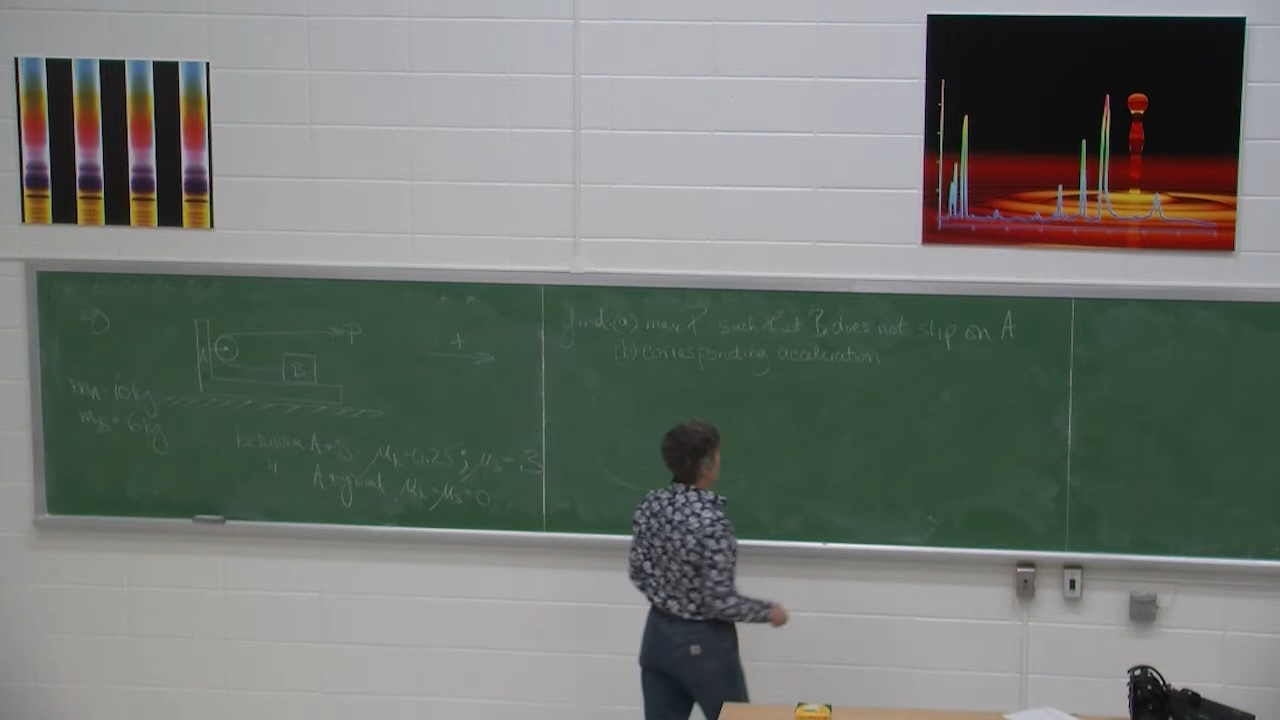 eg
P
A
B
+
mA = 10kg
mB = 6kg
between A + B μk = 0.25; μs = .3
" A + ground μk = μs = 0
find: (a) max P such that B does not slip on A
(b) corresponding acceleration